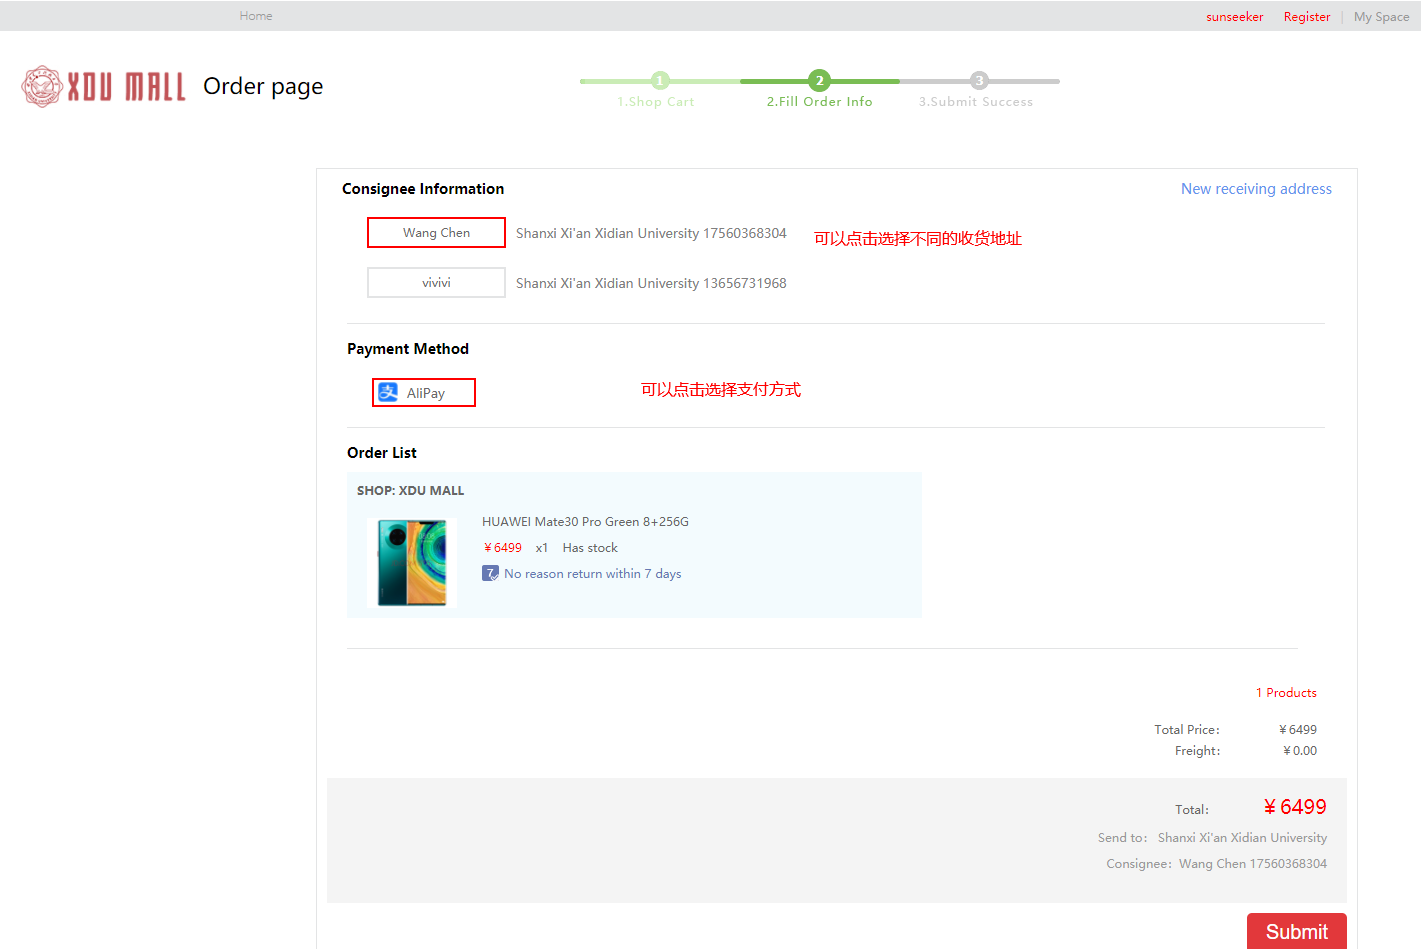 Home
sunseeker Register | My Space
XDU MALL Order page
1 2 3
1.Shop Cart 2.Fill Order Info 3.Submit Success
Consignee Information New receiving address
Wang Chen Shanxi Xi'an Xidian University 17560368304 可以点击选择不同的收货地址
vivivi Shanxi Xi'an Xidian University 13656731968
Payment Method
支 AliPay 可以点击选择支付方式
Order List
SHOP: XDU MALL
HUAWEI Mate30 Pro Green 8+256G
¥6499 x1 Has stock
7 No reason return within 7 days
1 Products
Total Price： ¥6499
Freight： ¥0.00
Total： ¥6499
Send to： Shanxi Xi'an Xidian University
Consignee：Wang Chen 17560368304
Submit